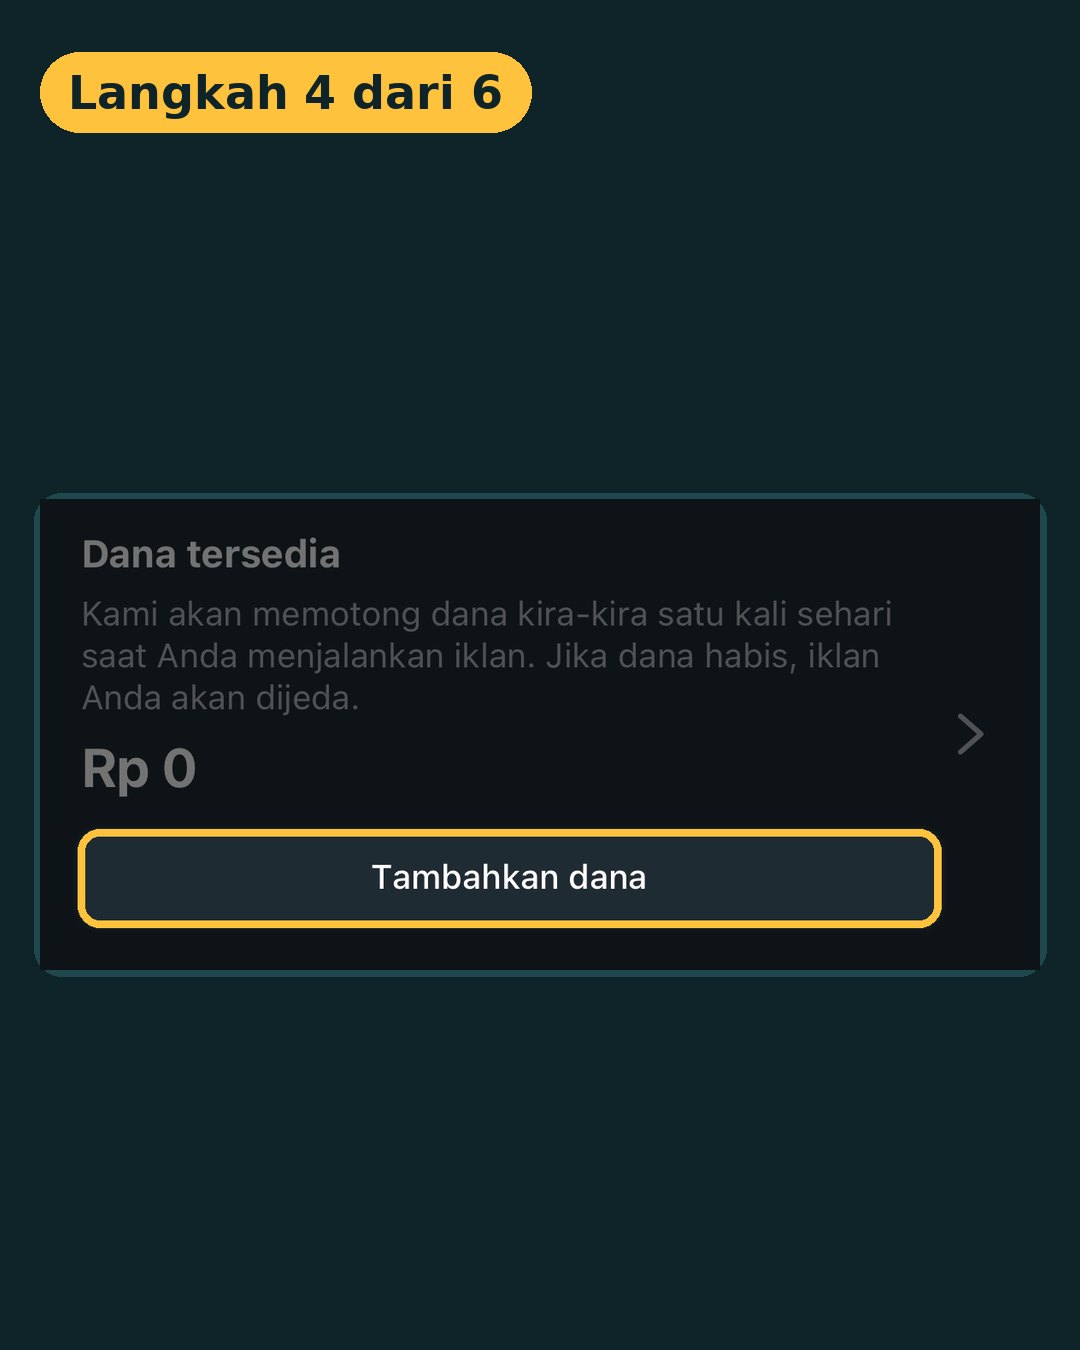 Langkah 4 dari 6
Dana tersedia
Kami akan memotong dana kira-kira satu kali sehari
saat Anda menjalankan iklan. Jika dana habis, iklan
Anda akan dijeda.
Rp 0
Tambahkan dana